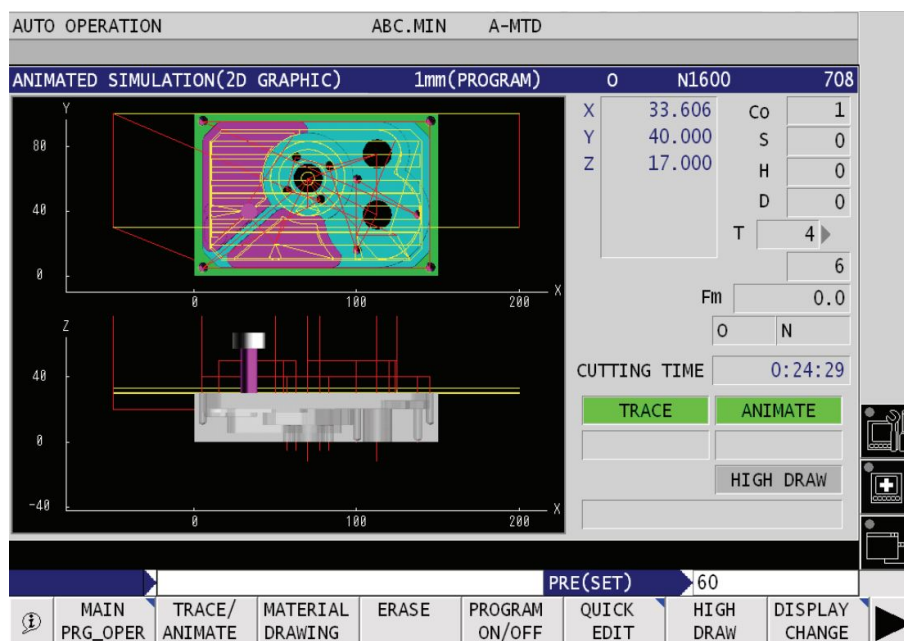 AUTO OPERATION ABC.MIN A-MTD
ANIMATED SIMULATION(2D GRAPHIC) 1mm(PROGRAM) O N1600 708
Y
80
40
0
0 100 200 X
Z
40
0
-40
0 100 200 X
X 33.606
Y 40.000
Z 17.000
Co 1
S 0
H 0
D 0
T 4
6
Fm 0.0
O N
CUTTING TIME 0:24:29
TRACE ANIMATE
HIGH DRAW
PRE(SET) 60
MAIN PRG_OPER
TRACE/ ANIMATE
MATERIAL DRAWING
ERASE
PROGRAM ON/OFF
QUICK EDIT
HIGH DRAW
DISPLAY CHANGE